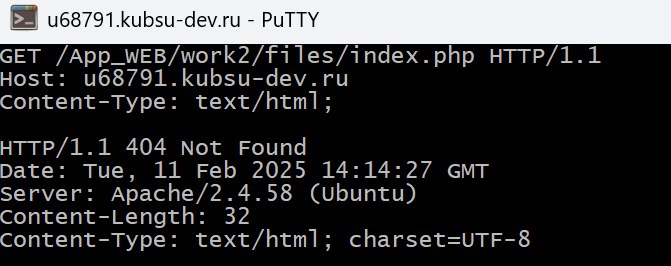 u68791.kubsu-dev.ru - PuTTY
GET /App_WEB/work2/files/index.php HTTP/1.1
Host: u68791.kubsu-dev.ru
Content-Type: text/html;

HTTP/1.1 404 Not Found
Date: Tue, 11 Feb 2025 14:14:27 GMT
Server: Apache/2.4.58 (Ubuntu)
Content-Length: 32
Content-Type: text/html; charset=UTF-8